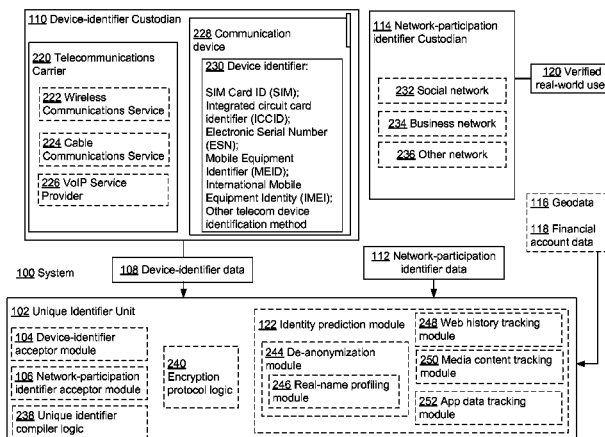 110 Device-identifier Custodian
220 Telecommunications
Carrier
222 Wireless
Communications Service
224 Cable
Communications Service
226 VoIP Service
Provider
228 Communication
device
230 Device identifier:
SIM Card ID (SIM);
Integrated circuit card
identifier (ICCID);
Electronic Serial Number
(ESN);
Mobile Equipment
Identifier (MEID);
International Mobile
Equipment Identity (IMEI);
Other telecom device
identification method
114 Network-participation
identifier Custodian
232 Social network
234 Business network
236 Other network
120 Verified
real-world user
116 Geodata
118 Financial
account data
100 System
108 Device-identifier data
112 Network-participation
identifier data
102 Unique Identifier Unit
104 Device-identifier
acceptor module
106 Network-participation
identifier acceptor module
238 Unique identifier
compiler logic
240
Encryption
protocol logic
122 Identity prediction module
244 De-anonymization
module
246 Real-name profiling
module
248 Web history tracking
module
250 Media content tracking
module
252 App data tracking
module